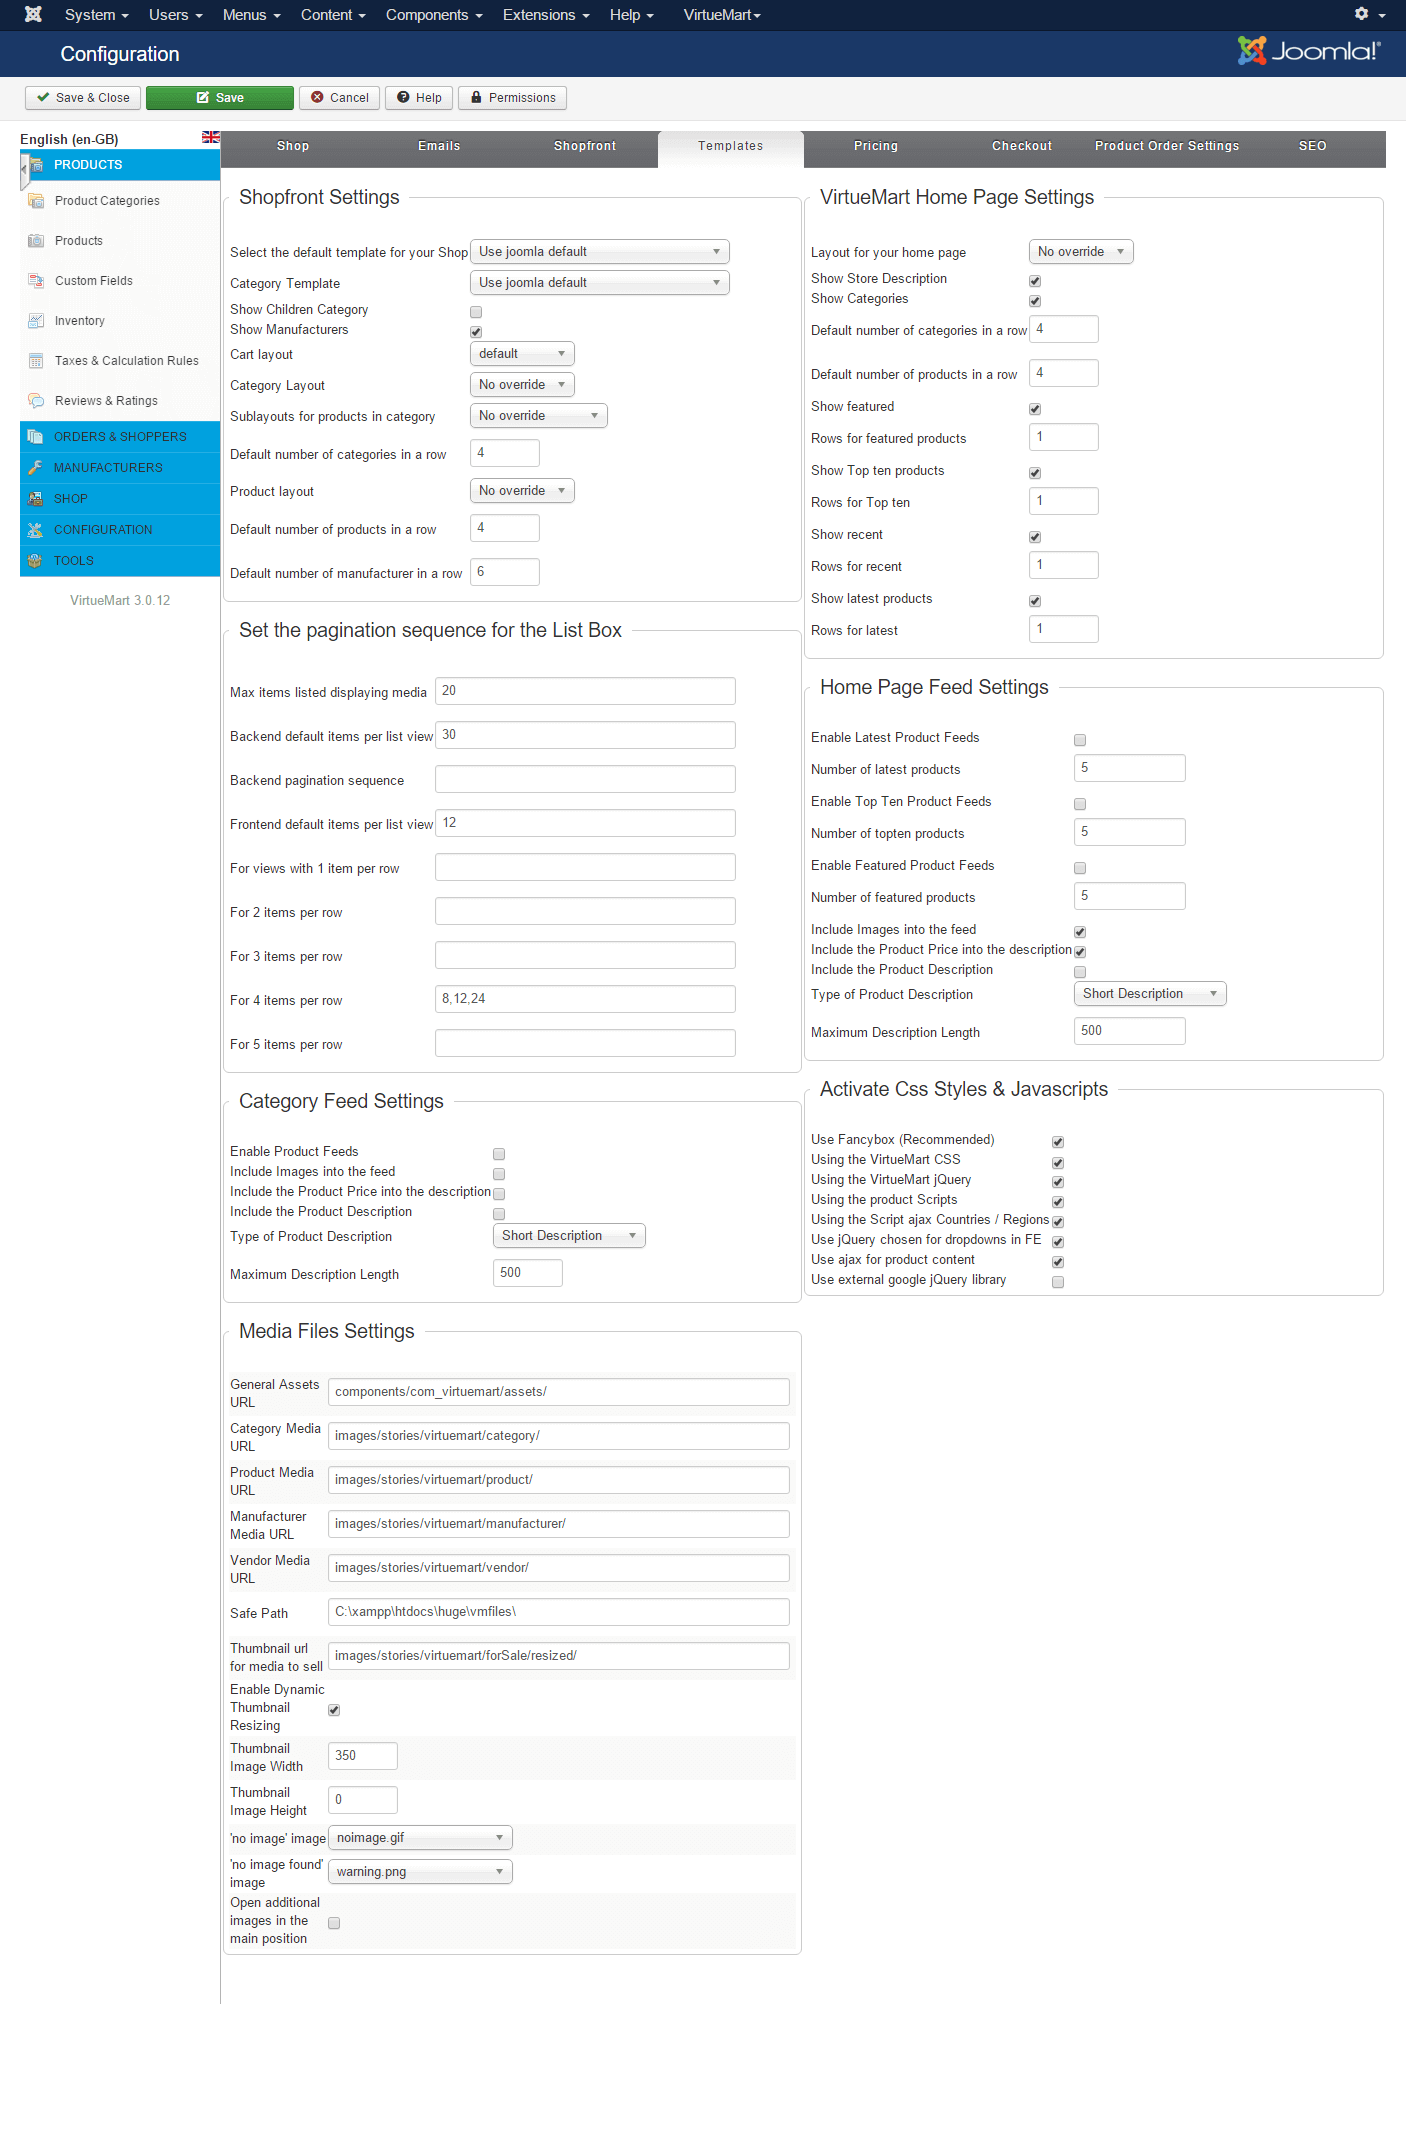 System Users Menus Content Components Extensions Help VirtueMart
Configuration
Joomla!®
Save & Close Save Cancel Help Permissions
English (en-GB)
PRODUCTS
Product Categories
Products
Custom Fields
Inventory
Taxes & Calculation Rules
Reviews & Ratings
ORDERS & SHOPPERS
MANUFACTURERS
SHOP
CONFIGURATION
TOOLS
VirtueMart 3.0.12
Shop Emails Shopfront Templates Pricing Checkout Product Order Settings SEO
Shopfront Settings
Select the default template for your Shop Use joomla default
Category Template Use joomla default
Show Children Category
Show Manufacturers
Cart layout default
Category Layout No override
Sublayouts for products in category No override
Default number of categories in a row 4
Product layout No override
Default number of products in a row 4
Default number of manufacturer in a row 6
Set the pagination sequence for the List Box
Max items listed displaying media 20
Backend default items per list view 30
Backend pagination sequence
Frontend default items per list view 12
For views with 1 item per row
For 2 items per row
For 3 items per row
For 4 items per row 8,12,24
For 5 items per row
Category Feed Settings
Enable Product Feeds
Include Images into the feed
Include the Product Price into the description
Include the Product Description
Type of Product Description Short Description
Maximum Description Length 500
Media Files Settings
General Assets
URL
components/com_virtuemart/assets/
Category Media
URL
images/stories/virtuemart/category/
Product Media
URL
images/stories/virtuemart/product/
Manufacturer
Media URL
images/stories/virtuemart/manufacturer/
Vendor Media
URL
images/stories/virtuemart/vendor/
Safe Path C:\xampp\htdocs\huge\vmfiles\
Thumbnail url
for media to sell
images/stories/virtuemart/forSale/resized/
Enable Dynamic
Thumbnail
Resizing
Thumbnail
Image Width
350
Thumbnail
Image Height
0
'no image' image noimage.gif
'no image found'
image
warning.png
Open additional
images in the
main position
VirtueMart Home Page Settings
Layout for your home page No override
Show Store Description
Show Categories
Default number of categories in a row 4
Default number of products in a row 4
Show featured
Rows for featured products 1
Show Top ten products
Rows for Top ten 1
Show recent
Rows for recent 1
Show latest products
Rows for latest 1
Home Page Feed Settings
Enable Latest Product Feeds
Number of latest products 5
Enable Top Ten Product Feeds
Number of topten products 5
Enable Featured Product Feeds
Number of featured products 5
Include Images into the feed
Include the Product Price into the description
Include the Product Description
Type of Product Description Short Description
Maximum Description Length 500
Activate Css Styles & Javascripts
Use Fancybox (Recommended)
Using the VirtueMart CSS
Using the VirtueMart jQuery
Using the product Scripts
Using the Script ajax Countries / Regions
Use jQuery chosen for dropdowns in FE
Use ajax for product content
Use external google jQuery library